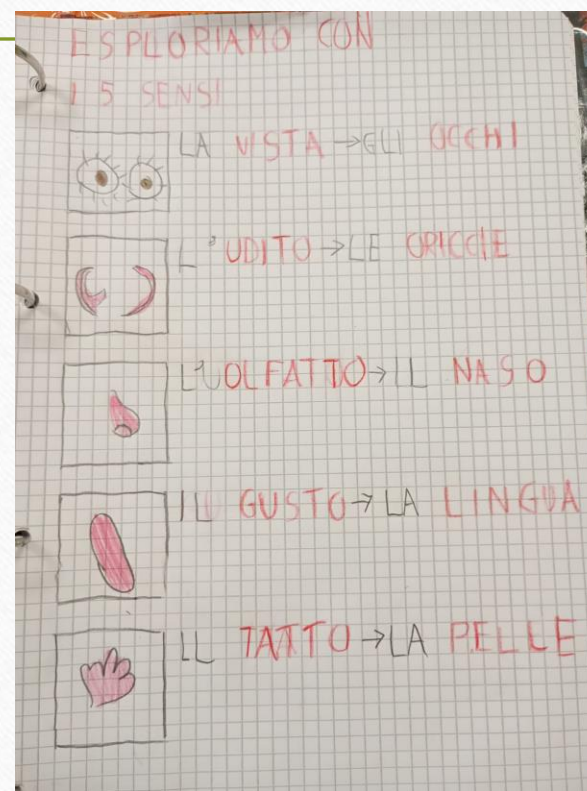 ESPLORIAMO CON
I 5 SENSI
LA VISTA → GLI OCCHI
L'UDITO → LE ORICCIE
L'OLFATTO → IL NASO
IL GUSTO → LA LINGUA
IL TATTO → LA PELLE